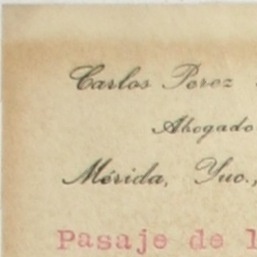 Carlos Perez
Abogado
Mérida, Yuc.,
Pasaje de l